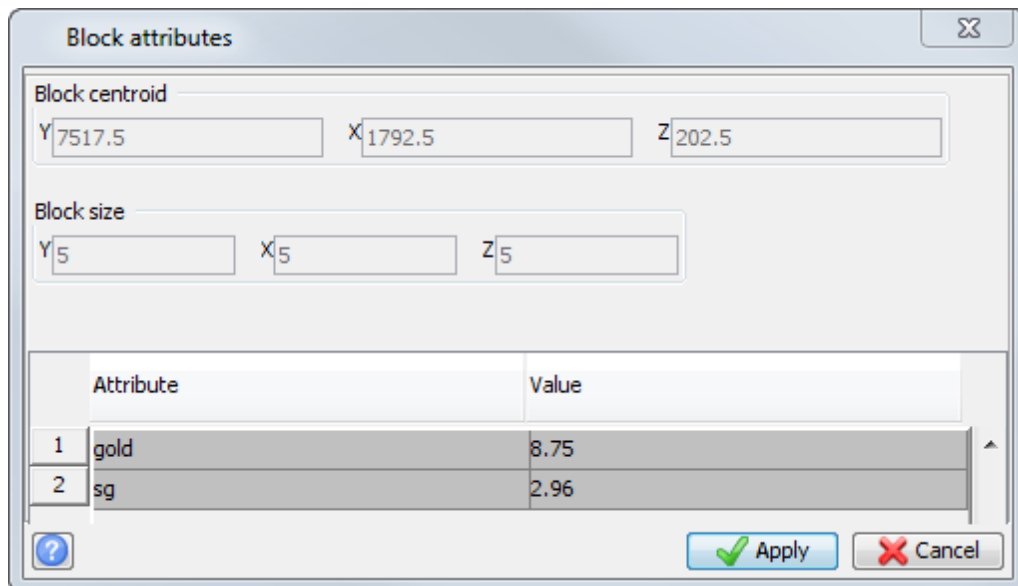 Block attributes
Block centroid
Y 7517.5 X 1792.5 Z 202.5
Block size
Y 5 X 5 Z 5
Attribute Value
1 gold 8.75
2 sg 2.96
? Apply Cancel